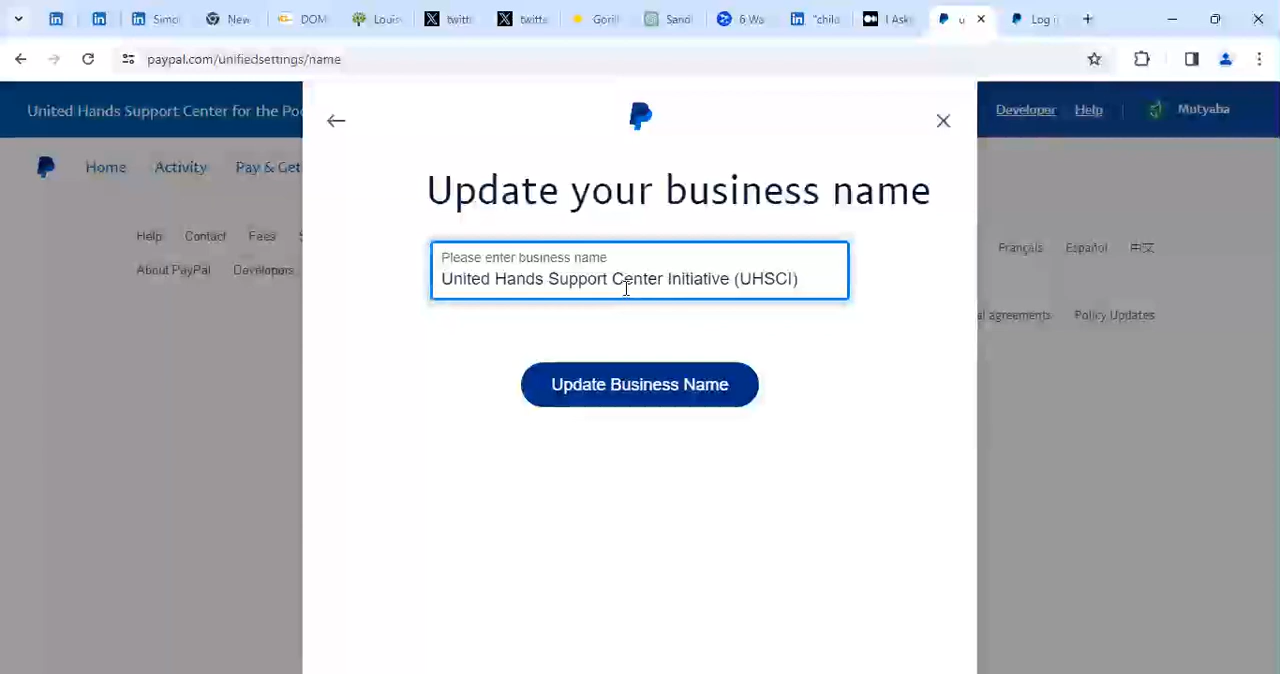 Simo
New
DOM
Louis
twitt
twitte
Goril
Sand
6 Wa
"chila
I Ask
u
Log i
paypal.com/unifiedsettings/name
United Hands Support Center for the Poo
Developer
Help
Mutyaba
Home
Activity
Pay & Get
Update your business name
Help
Contact
Fees
Français
Español
中文
Please enter business name
United Hands Support Center Initiative (UHSCI)
About PayPal
Developers
al agreements
Policy Updates
Update Business Name